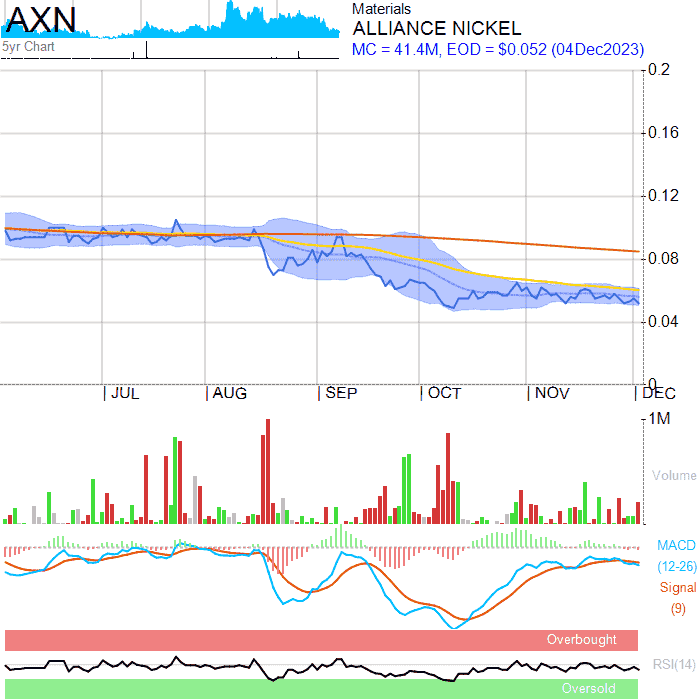 AXN
5yr Chart
Materials
ALLIANCE NICKEL
MC = 41.4M, EOD = $0.052 (04Dec2023)
0.2
0.16
0.12
0.08
0.04
0
JUL AUG SEP OCT NOV DEC
1M
Volume
MACD
(12-26)
Signal
(9)
Overbought
RSI(14)
Oversold